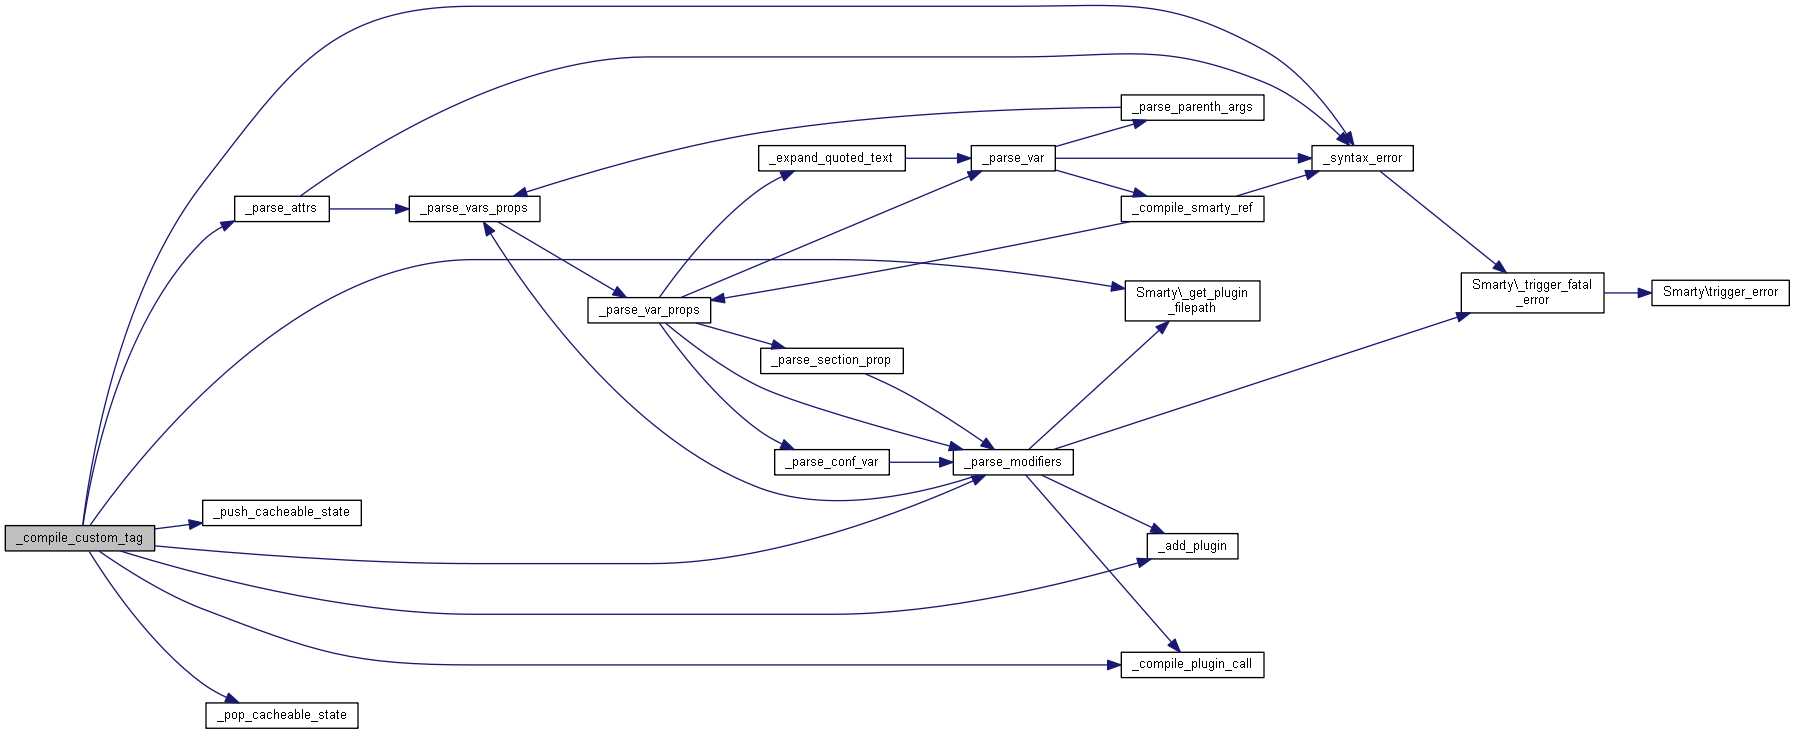 _parse_parenth_args
_expand_quoted_text
_parse_var
_syntax_error
_parse_attrs
_parse_vars_props
_compile_smarty_ref
Smarty\_get_plugin
_filepath
Smarty\_trigger_fatal
_error
Smarty\trigger_error
_parse_var_props
_parse_section_prop
_parse_conf_var
_parse_modifiers
_push_cacheable_state
_compile_custom_tag
_add_plugin
_compile_plugin_call
_pop_cacheable_state